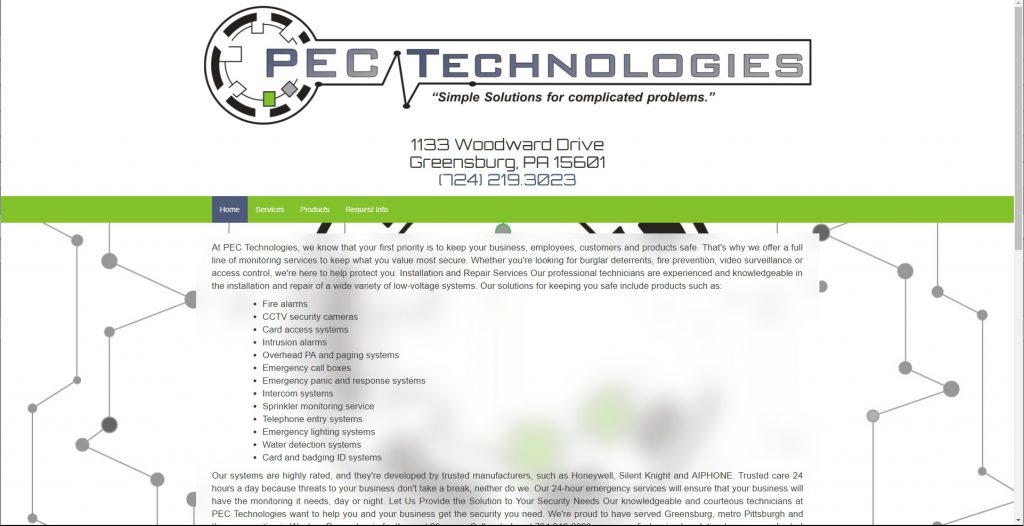 PEC TECHNOLOGIES
“Simple Solutions for complicated problems.”
1133 Woodward Drive
Greensburg, PA 15601
(724) 219.3023
Home Services Products Request Info
At PEC Technologies, we know that your first priority is to keep your business, employees, customers and products safe. That's why we offer a full
line of monitoring services to keep what you value most secure. Whether you're looking for burglar deterrents, fire prevention, video surveillance or
access control, we're here to help protect you. Installation and Repair Services Our professional technicians are experienced and knowledgeable in
the installation and repair of a wide variety of low-voltage systems. Our solutions for keeping you safe include products such as:
• Fire alarms
• CCTV security cameras
• Card access systems
• Intrusion alarms
• Overhead PA and paging systems
• Emergency call boxes
• Emergency panic and response systems
• Intercom systems
• Sprinkler monitoring service
• Telephone entry systems
• Emergency lighting systems
• Water detection systems
• Card and badging ID systems
Our systems are highly rated, and they're developed by trusted manufacturers, such as Honeywell, Silent Knight and AIPHONE. Trusted care 24
hours a day because threats to your business don't take a break, neither do we. Our 24-hour emergency services will ensure that your business will
have the monitoring it needs, day or night. Let Us Provide the Solution to Your Security Needs Our knowledgeable and courteous technicians at
PEC Technologies want to help you and your business get the security you need. We're proud to have served Greensburg, metro Pittsburgh and